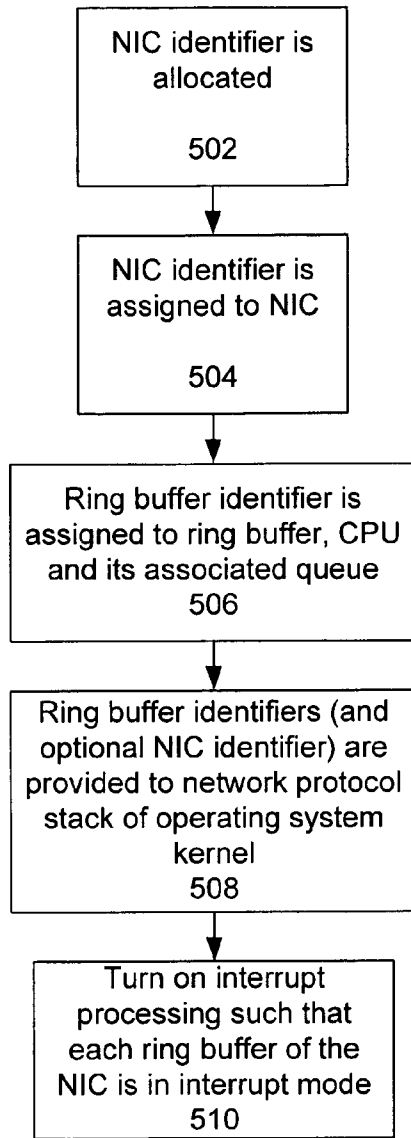 NIC identifier is
allocated
502
NIC identifier is
assigned to NIC
504
Ring buffer identifier is
assigned to ring buffer, CPU
and its associated queue
506
Ring buffer identifiers (and
optional NIC identifier) are
provided to network protocol
stack of operating system
kernel
508
Turn on interrupt
processing such that
each ring buffer of the
NIC is in interrupt mode
510